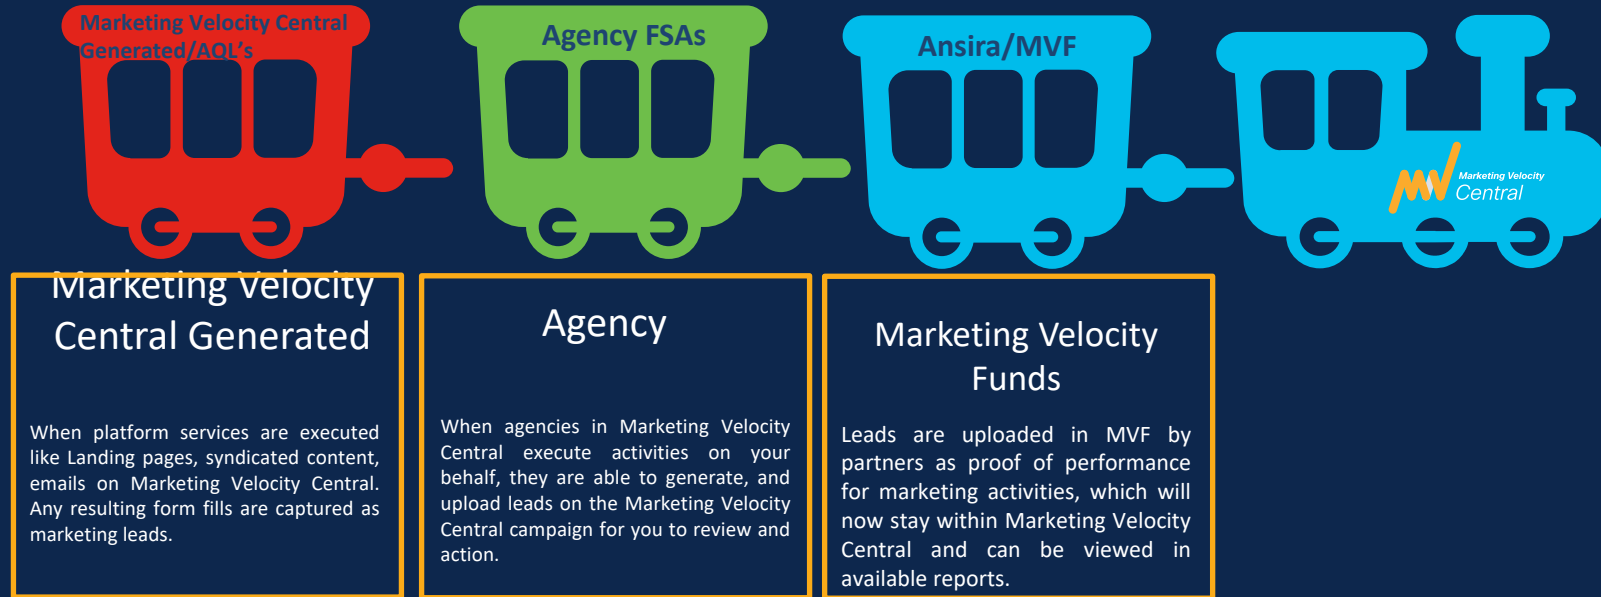 Marketing Velocity Central
Generated/AQL's
Agency FSAs
Ansira/MVF
Marketing Velocity
Central
Marketing Velocity
Central Generated
When platform services are executed
like Landing pages, syndicated content,
emails on Marketing Velocity Central.
Any resulting form fills are captured as
marketing leads.
Agency
When agencies in Marketing Velocity
Central execute activities on your
behalf, they are able to generate, and
upload leads on the Marketing Velocity
Central campaign for you to review and
action.
Marketing Velocity
Funds
Leads are uploaded in MVF by
partners as proof of performance
for marketing activities, which will
now stay within Marketing Velocity
Central and can be viewed in
available reports.